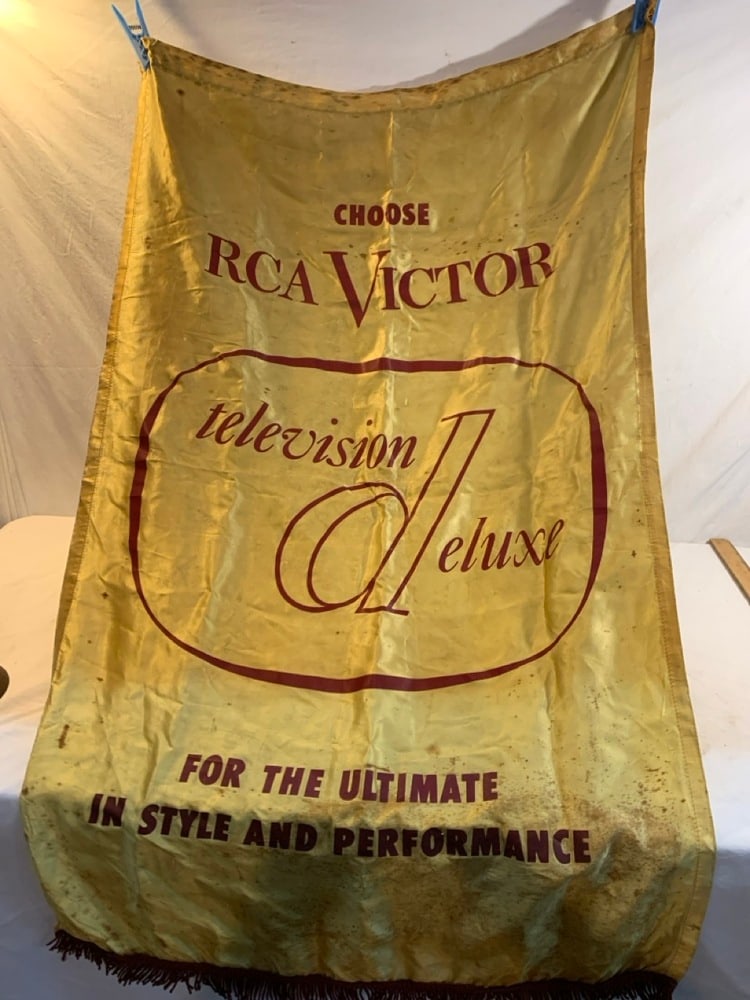 CHOOSE
RCA VICTOR
television
deluxe
FOR THE ULTIMATE
IN STYLE AND PERFORMANCE